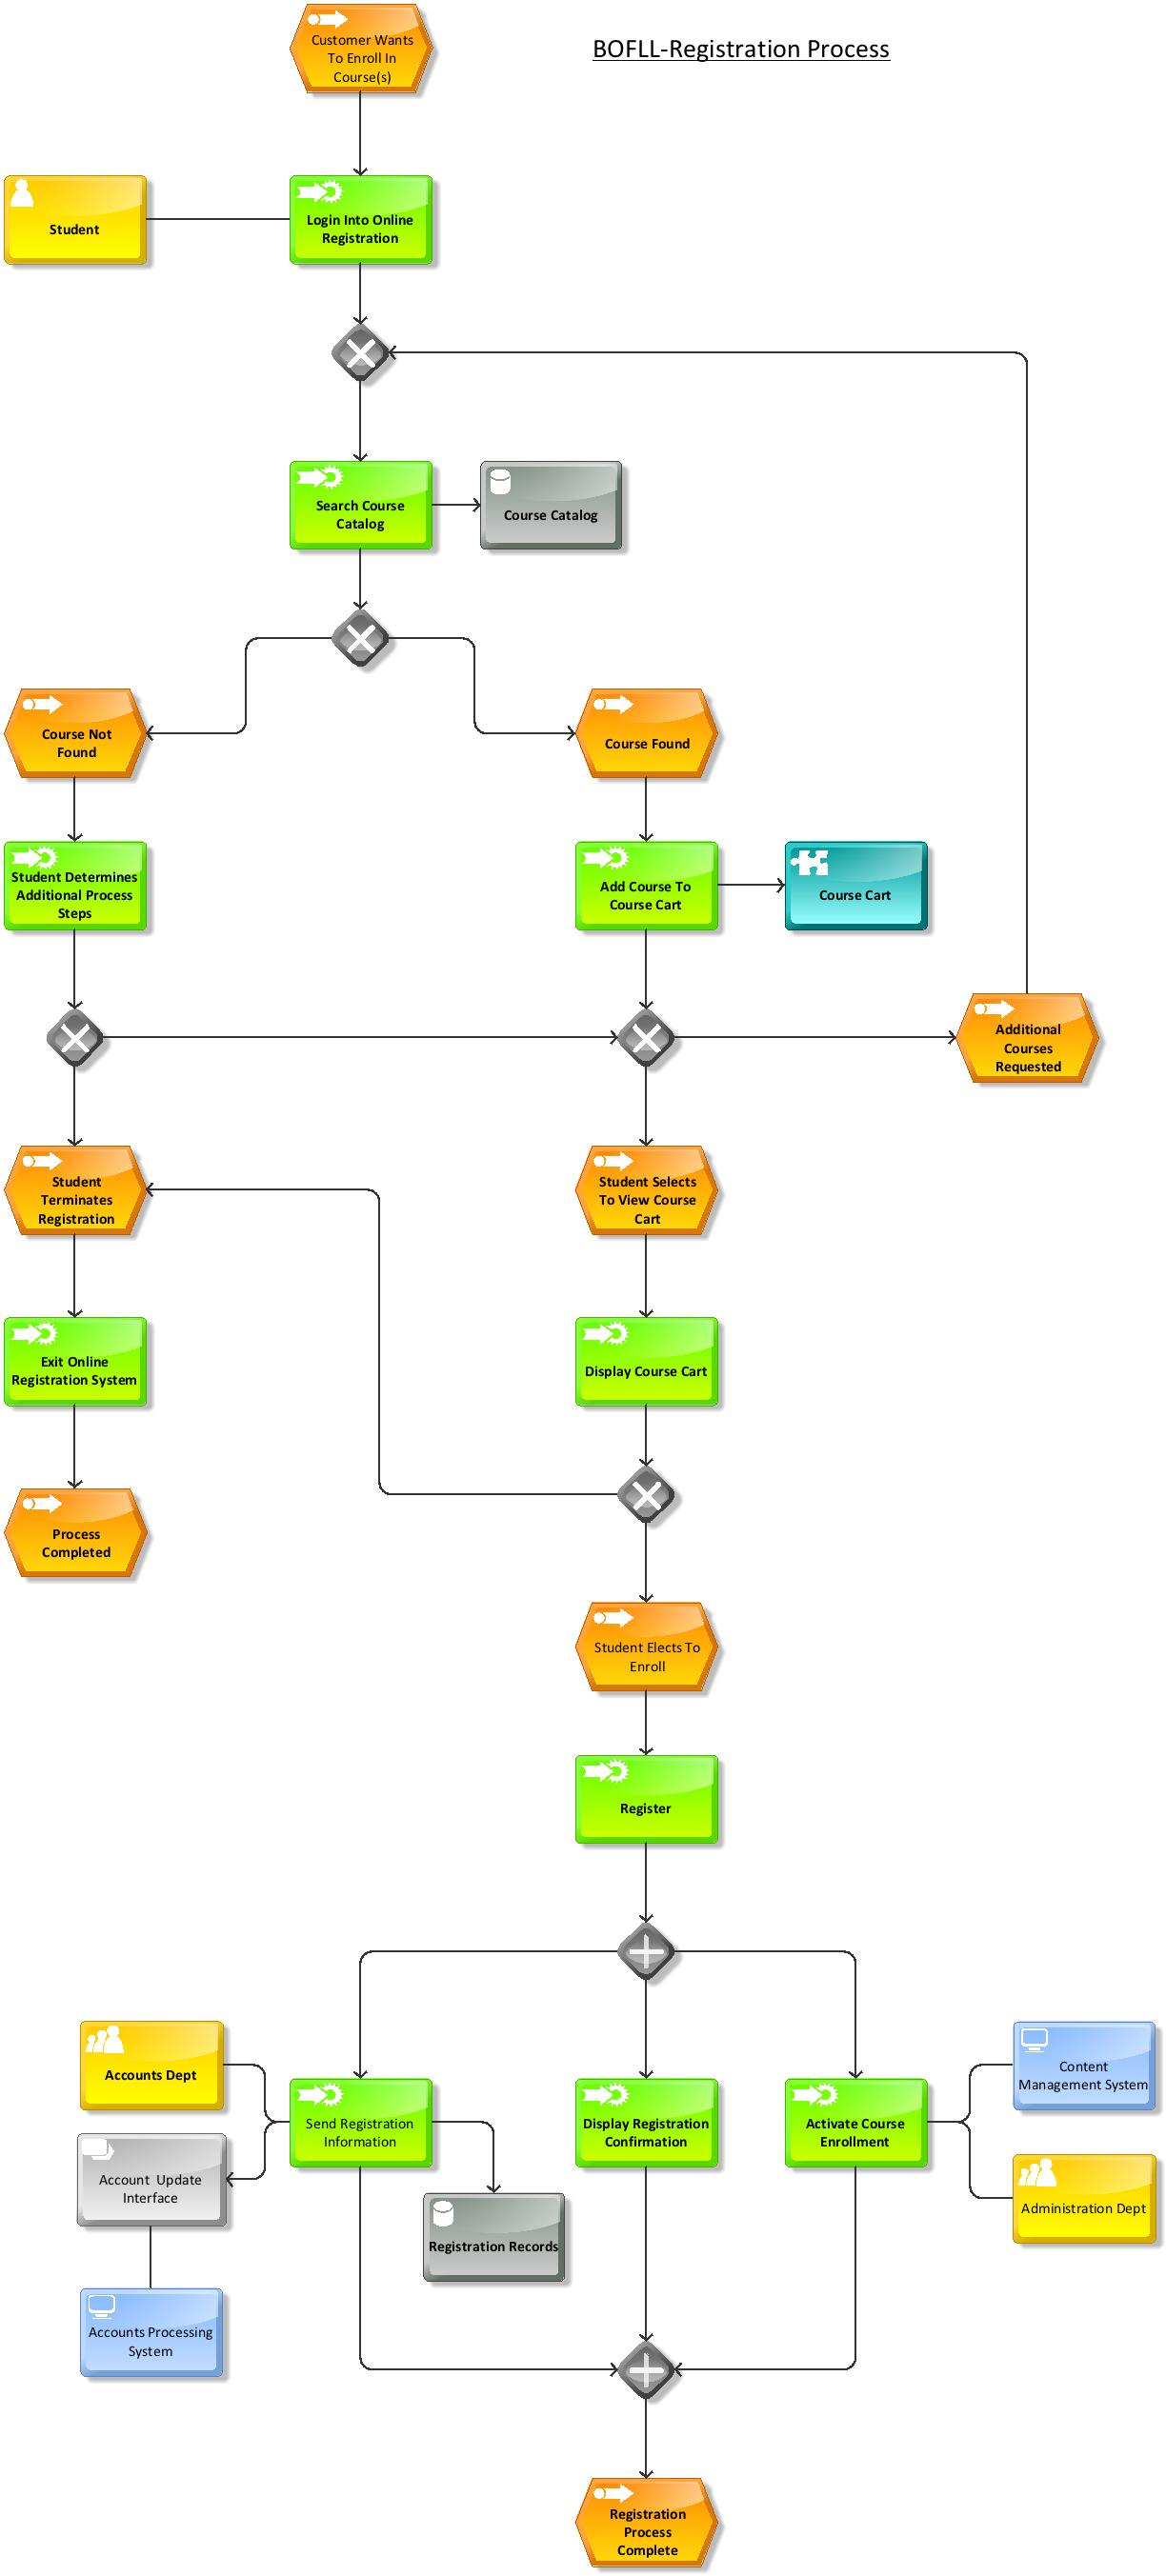 Customer Wants
To Enroll In
Course(s)
BOFLL-Registration Process
Student
Login Into Online
Registration
Search Course
Catalog
Course Catalog
Course Not
Found
Course Found
Student Determines
Additional Process
Steps
Add Course To
Course Cart
Course Cart
Additional
Courses
Requested
Student
Terminates
Registration
Student Selects
To View Course
Cart
Exit Online
Registration System
Display Course Cart
Process
Completed
Student Elects To
Enroll
Register
Accounts Dept
Send Registration
Information
Display Registration
Confirmation
Activate Course
Enrollment
Content
Management System
Account  Update
Interface
Administration Dept
Registration Records
Accounts Processing
System
Registration
Process
Complete